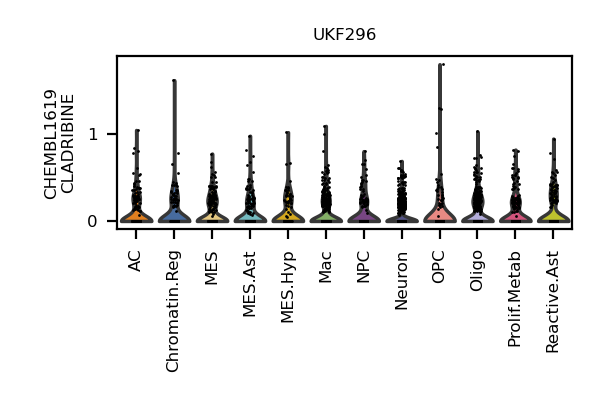 UKF296
CHEMBL1619
CLADRIBINE
1
0
AC
Chromatin.Reg
MES
MES.Ast
MES.Hyp
Mac
NPC
Neuron
OPC
Oligo
Prolif.Metab
Reactive.Ast